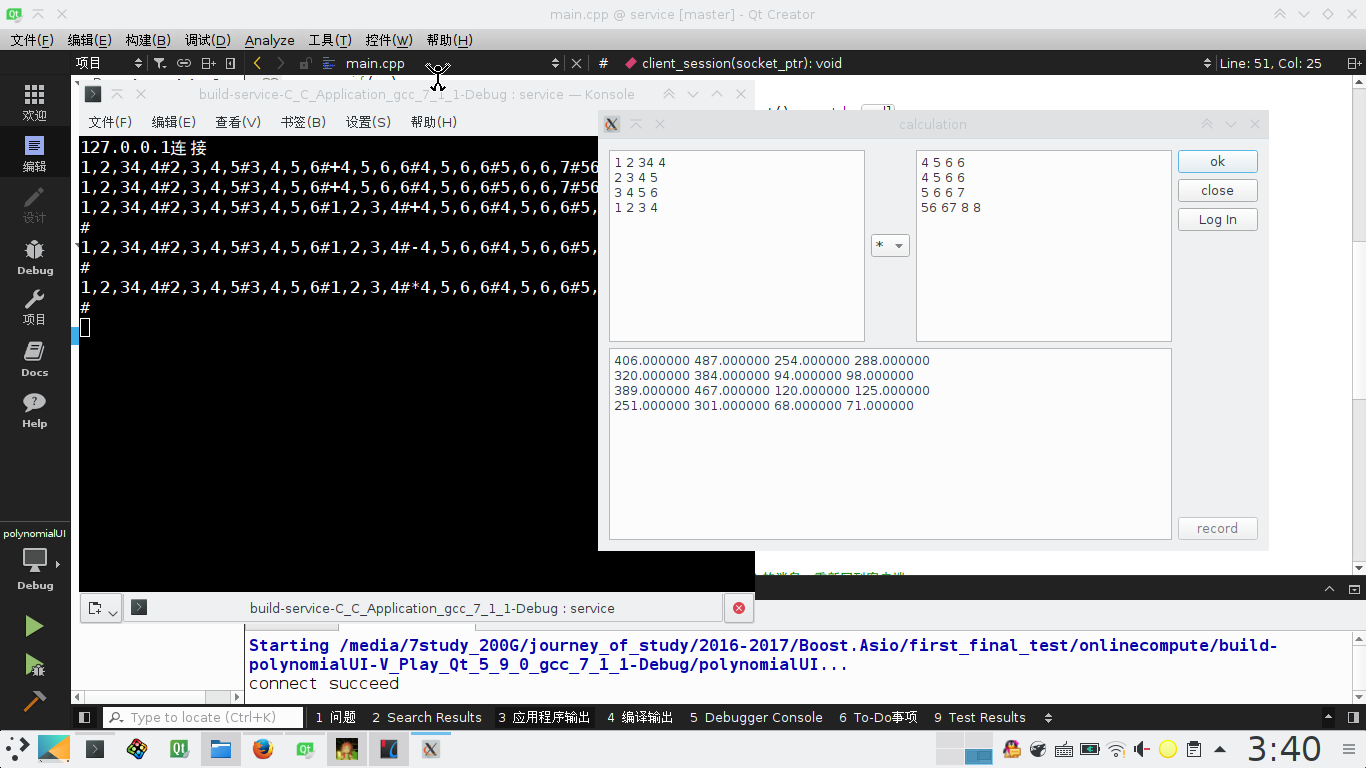 main.cpp @ service [master] - Qt Creator
文件(F) 编辑(E) 构建(B) 调试(D) Analyze 工具(T) 控件(W) 帮助(H)
项目 main.cpp # client_session(socket_ptr): void Line: 51, Col: 25
欢迎
编辑
设计
Debug
项目
Docs
Help
polynomialUI
Debug
build-service-C_C_Application_gcc_7_1_1-Debug : service — Konsole
文件(F) 编辑(E) 查看(V) 书签(B) 设置(S) 帮助(H)
127.0.0.1连接
1,2,34,4#2,3,4,5#3,4,5,6#+4,5,6,6#4,5,6,6#5,6,6,7#56
1,2,34,4#2,3,4,5#3,4,5,6#+4,5,6,6#4,5,6,6#5,6,6,7#56
1,2,34,4#2,3,4,5#3,4,5,6#1,2,3,4#+4,5,6,6#4,5,6,6#5,
#
1,2,34,4#2,3,4,5#3,4,5,6#1,2,3,4#-4,5,6,6#4,5,6,6#5,
#
1,2,34,4#2,3,4,5#3,4,5,6#1,2,3,4#*4,5,6,6#4,5,6,6#5,
#
build-service-C_C_Application_gcc_7_1_1-Debug : service
calculation
1 2 34 4
2 3 4 5
3 4 5 6
1 2 3 4
*
4 5 6 6
4 5 6 6
5 6 6 7
56 67 8 8
ok
close
Log In
406.000000 487.000000 254.000000 288.000000
320.000000 384.000000 94.000000 98.000000
389.000000 467.000000 120.000000 125.000000
251.000000 301.000000 68.000000 71.000000
record
Starting /media/7study_200G/journey_of_study/2016-2017/Boost.Asio/first_final_test/onlinecompute/build-
polynomialUI-V_Play_Qt_5_9_0_gcc_7_1_1-Debug/polynomialUI...
connect succeed
Type to locate (Ctrl+K) 1 问题 2 Search Results 3 应用程序输出 4 编译输出 5 Debugger Console 6 To-Do事项 9 Test Results
3:40